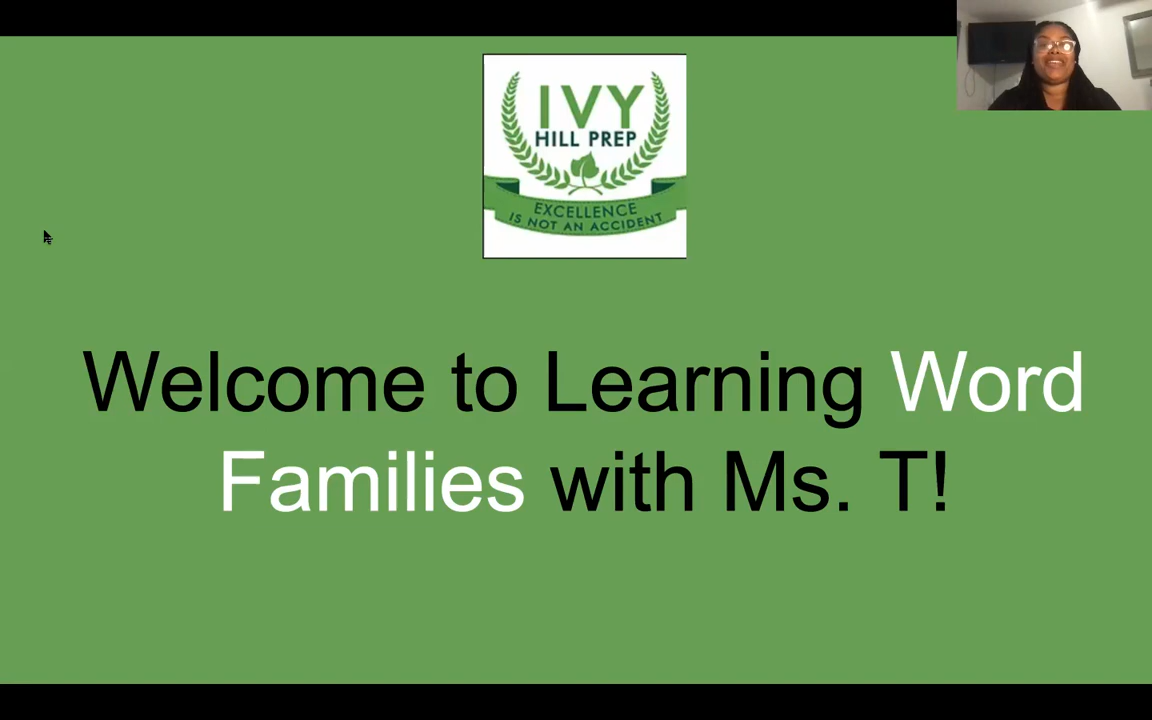 IVY
HILL PREP
EXCELLENCE
IS NOT AN ACCIDENT
Welcome to Learning Word
Families with Ms. T!